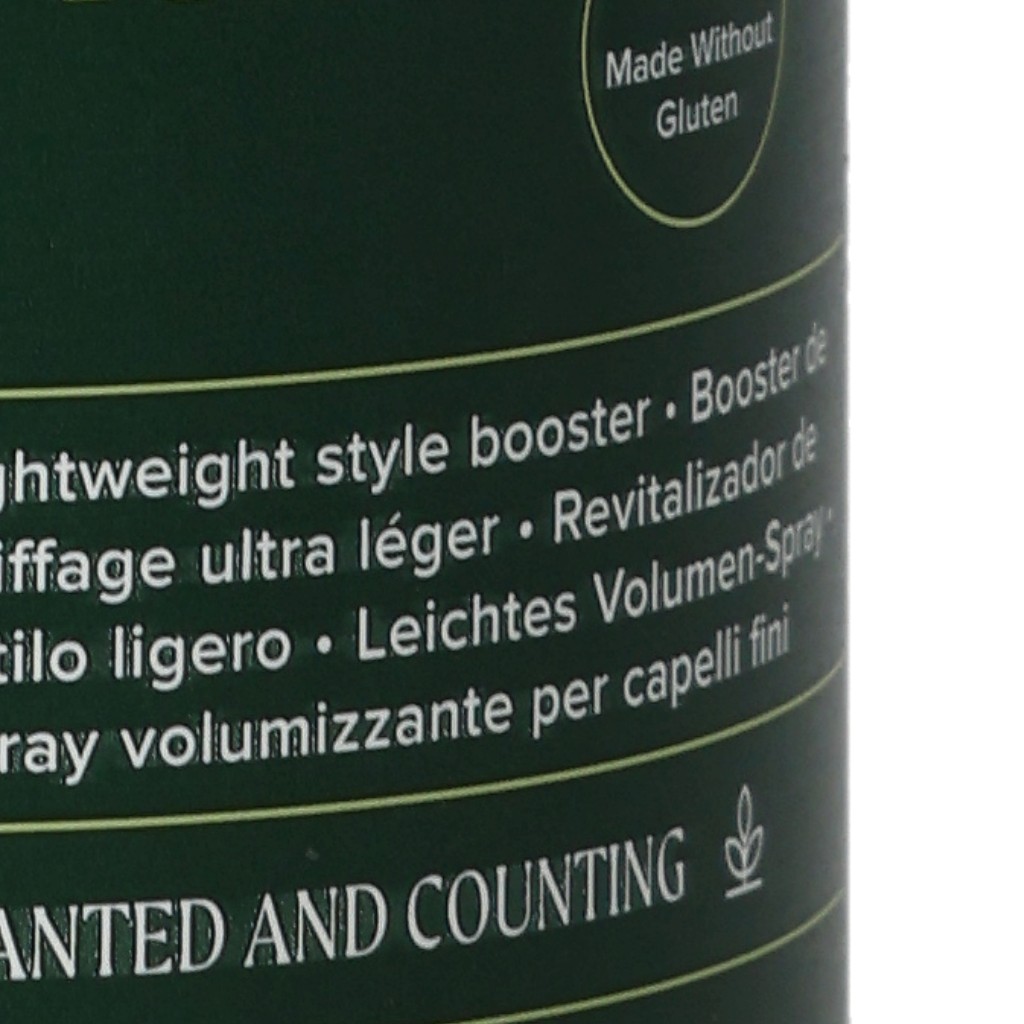 Made Without
Gluten
ghtweight style booster • Booster de
iffage ultra léger • Revitalizador de
tilo ligero • Leichtes Volumen-Spray •
ray volumizzante per capelli fini
ANTED AND COUNTING